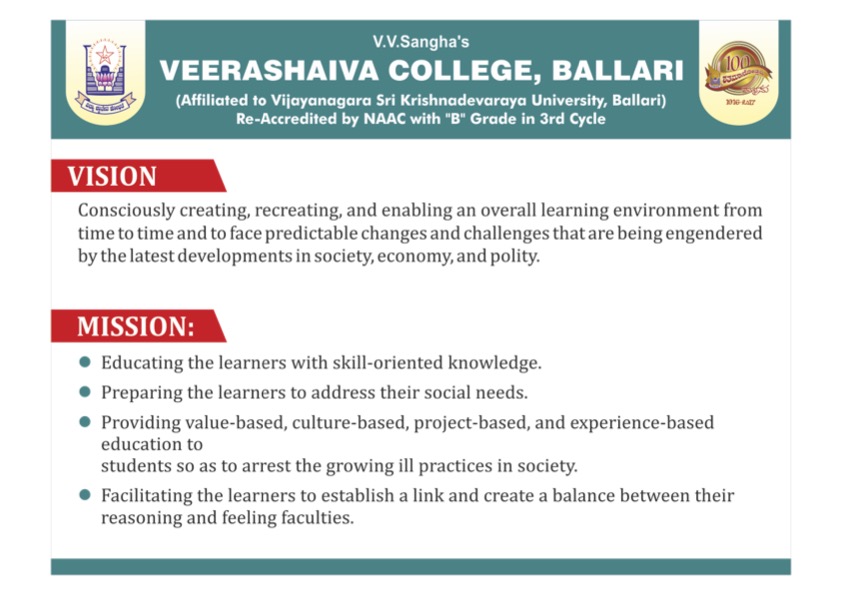 V.V.Sangha's
VEERASHAIVA COLLEGE, BALLARI
(Affiliated to Vijayanagara Sri Krishnadevaraya University, Ballari)
Re-Accredited by NAAC with "B" Grade in 3rd Cycle
100
VISION
Consciously creating, recreating, and enabling an overall learning environment from
time to time and to face predictable changes and challenges that are being engendered
by the latest developments in society, economy, and polity.
MISSION:
Educating the learners with skill-oriented knowledge.
Preparing the learners to address their social needs.
Providing value-based, culture-based, project-based, and experience-based
education to
students so as to arrest the growing ill practices in society.
Facilitating the learners to establish a link and create a balance between their
reasoning and feeling faculties.